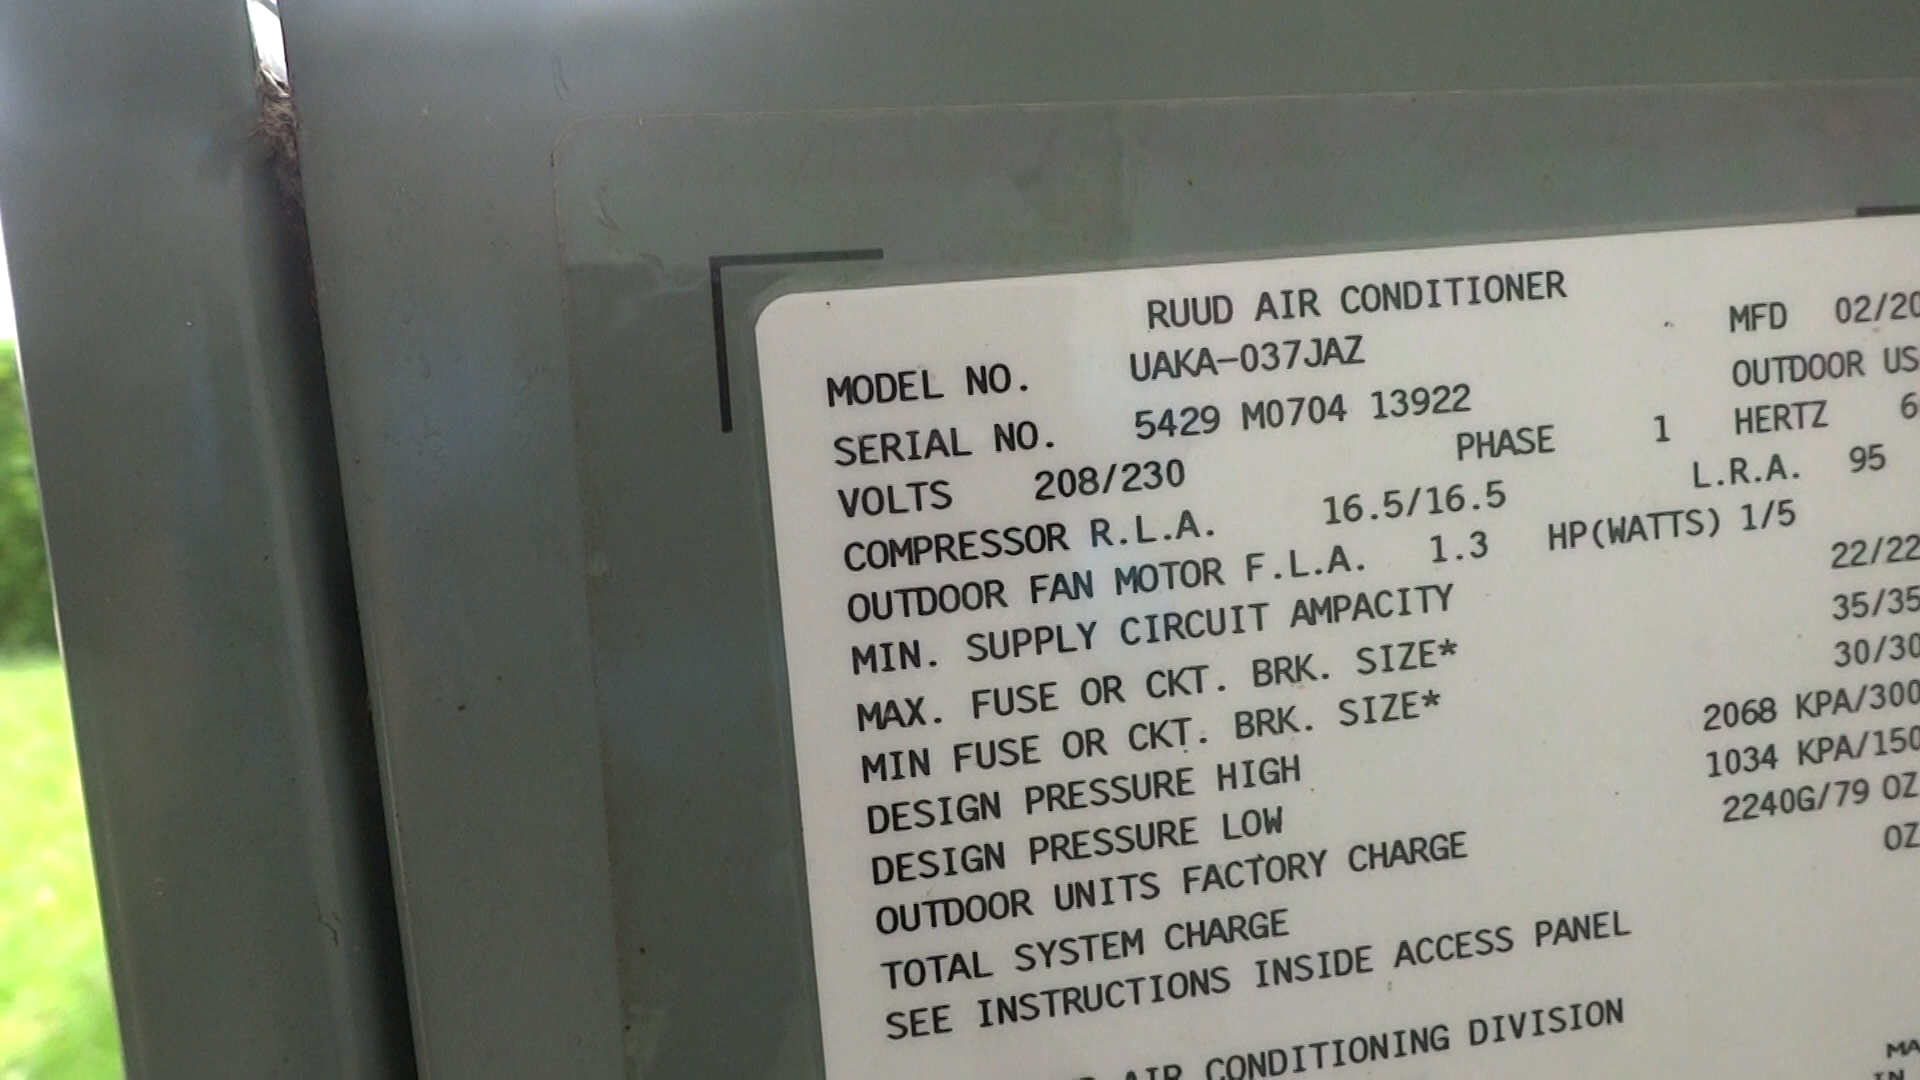 RUUD AIR CONDITIONER
MODEL NO. UAKA-037JAZ MFD 02/20
SERIAL NO. 5429 M0704 13922 OUTDOOR US
VOLTS 208/230 PHASE 1 HERTZ 6
COMPRESSOR R.L.A. 16.5/16.5 L.R.A. 95
OUTDOOR FAN MOTOR F.L.A. 1.3 HP(WATTS) 1/5
MIN. SUPPLY CIRCUIT AMPACITY 22/22
MAX. FUSE OR CKT. BRK. SIZE* 35/35
MIN FUSE OR CKT. BRK. SIZE* 30/30
DESIGN PRESSURE HIGH 2068 KPA/300
DESIGN PRESSURE LOW 1034 KPA/150
OUTDOOR UNITS FACTORY CHARGE 2240G/79 OZ
TOTAL SYSTEM CHARGE OZ
SEE INSTRUCTIONS INSIDE ACCESS PANEL
AIR CONDITIONING DIVISION
MA
IN